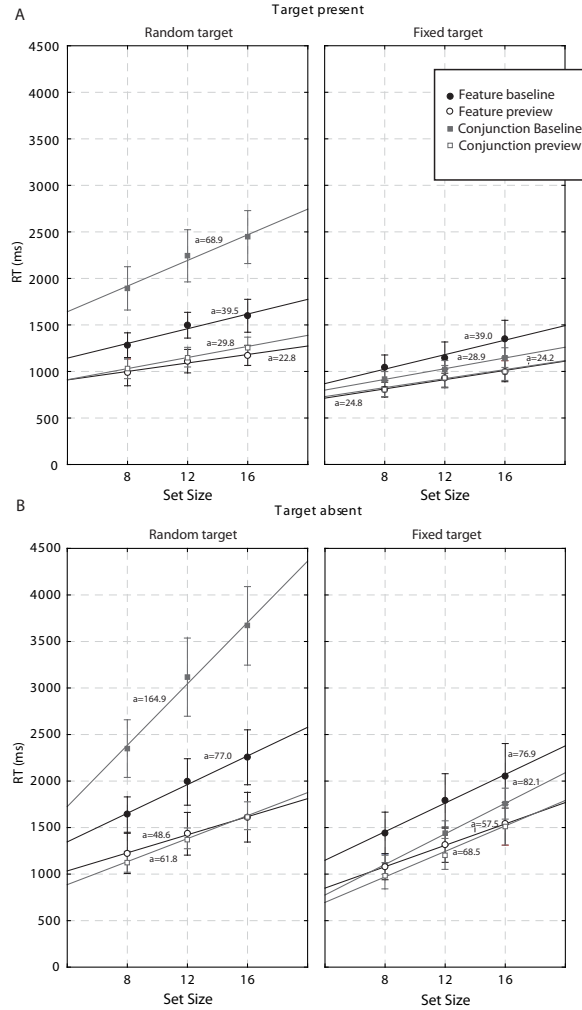 A
Target present
Random target
Fixed target
4500
4000
3500
3000
2500
2000
1500
1000
500
0
RT (ms)
Feature baseline
Feature preview
Conjunction Baseline
Conjunction preview
a=68.9
a=39.5
a=29.8
a=22.8
a=39.0
a=28.9
a=24.2
a=24.8
8 12 16
8 12 16
Set Size
Set Size
B
Target absent
Random target
Fixed target
4500
4000
3500
3000
2500
2000
1500
1000
500
0
RT (ms)
a=164.9
a=77.0
a=48.6
a=61.8
a=76.9
a=82.1
a=57.5
a=68.5
8 12 16
8 12 16
Set Size
Set Size